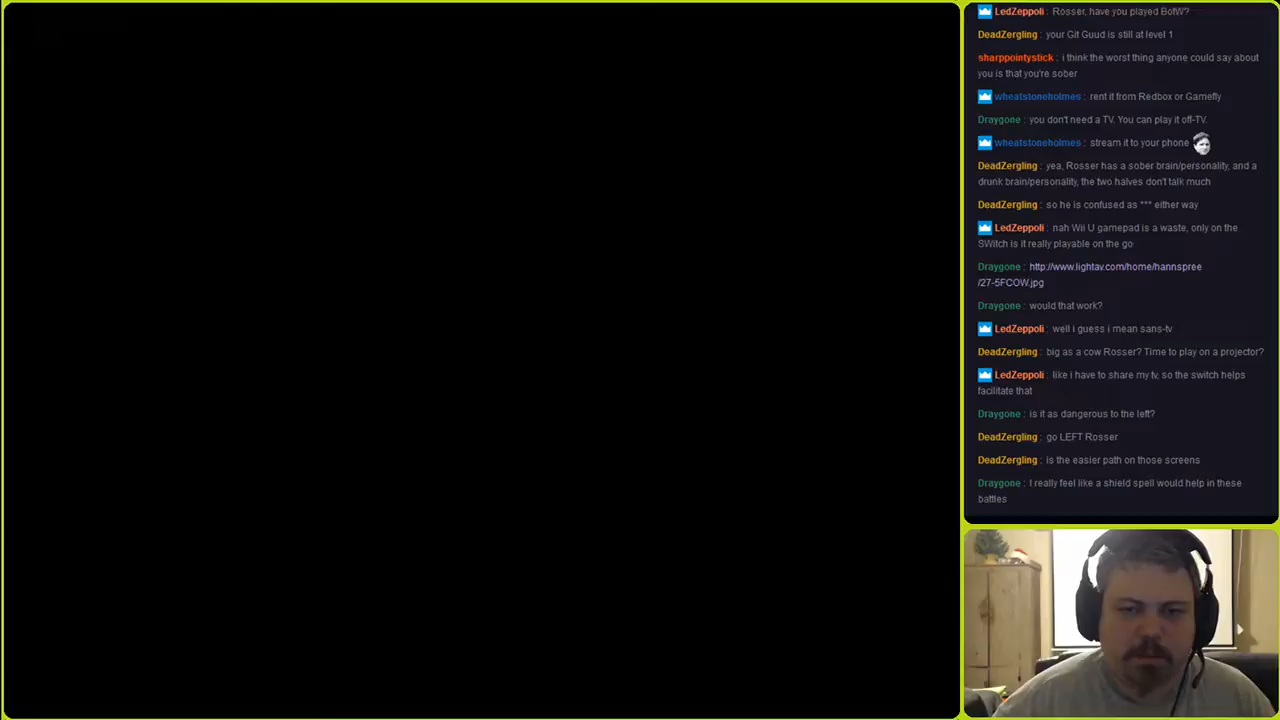 LedZeppoli : Rosser, have you played BotW?
DeadZergling : your Git Guud is still at level 1
sharppointystick : i think the worst thing anyone could say about
you is that you're sober
wheatstoneholmes : rent it from Redbox or Gamefly
Draygone : you don't need a TV. You can play it off-TV.
wheatstoneholmes : stream it to your phone
DeadZergling : yea, Rosser has a sober brain/personality, and a
drunk brain/personality, the two halves don't talk much
DeadZergling : so he is confused as *** either way
LedZeppoli : nah Wii U gamepad is a waste, only on the
SWitch is it really playable on the go
Draygone : http://www.lightav.com/home/hannspree
/27-5FCOW.jpg
Draygone : would that work?
LedZeppoli : well i guess i mean sans-tv
DeadZergling : big as a cow Rosser? Time to play on a projector?
LedZeppoli : like i have to share my tv, so the switch helps
facilitate that
Draygone : is it as dangerous to the left?
DeadZergling : go LEFT Rosser
DeadZergling : is the easier path on those screens
Draygone : I really feel like a shield spell would help in these
battles